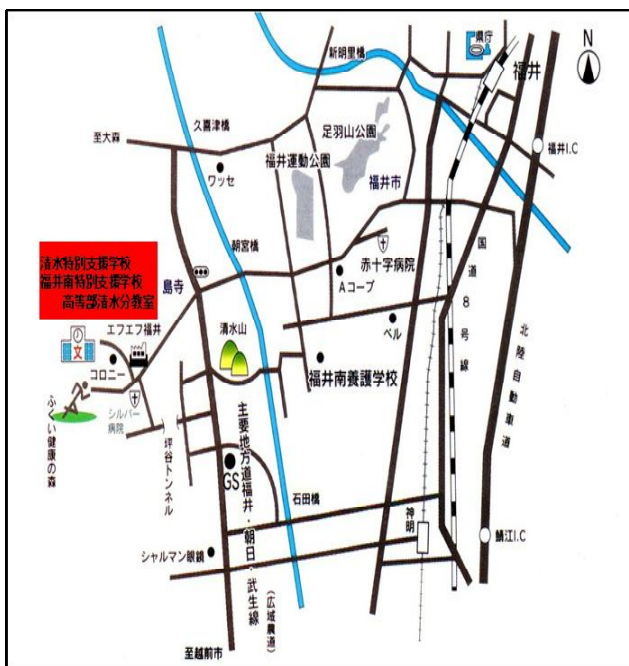 県庁
N
新明里橋
福井
久喜津橋
足羽山公園
至大森
福井I.C
福井運動公園
ワッセ
福井市
朝宮橋
赤十字病院
国道8号線
清水特別支援学校
福井南特別支援学校
高等部清水分教室
島寺
Aコープ
北陸自動車道
エフエフ福井
清水山
ベル
文
コロニー
福井南養護学校
シルバー
病院
ふくい健康の森
坪谷トンネル
主要地方道福井・朝日・武生線
GS
石田橋
神明
鯖江I.C
シャルマン眼鏡
(広域農道)
至越前市